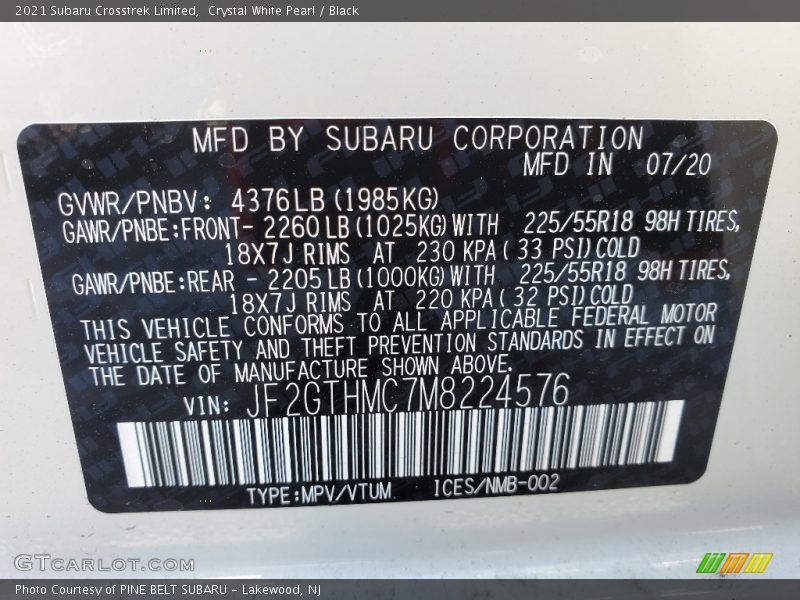 2021 Subaru Crosstrek Limited, Crystal White Pearl / Black
MFD BY SUBARU CORPORATION
MFD IN 07/20
GVWR/PNBV: 4376LB (1985KG)
GAWR/PNBE:FRONT- 2260 LB (1025KG) WITH 225/55R18 98H TIRES,
18X7J RIMS AT 230 KPA ( 33 PSI) COLD
GAWR/PNBE:REAR - 2205 LB (1000KG) WITH 225/55R18 98H TIRES,
18X7J RIMS AT 220 KPA ( 32 PSI) COLD
THIS VEHICLE CONFORMS TO ALL APPLICABLE FEDERAL MOTOR
VEHICLE SAFETY AND THEFT PREVENTION STANDARDS IN EFFECT ON
THE DATE OF MANUFACTURE SHOWN ABOVE.
VIN: JF2GTHMC7M8224576
TYPE:MPV/VTUM ICES/NMB-002
GTCARLOT.COM
Photo Courtesy of PINE BELT SUBARU - Lakewood, NJ